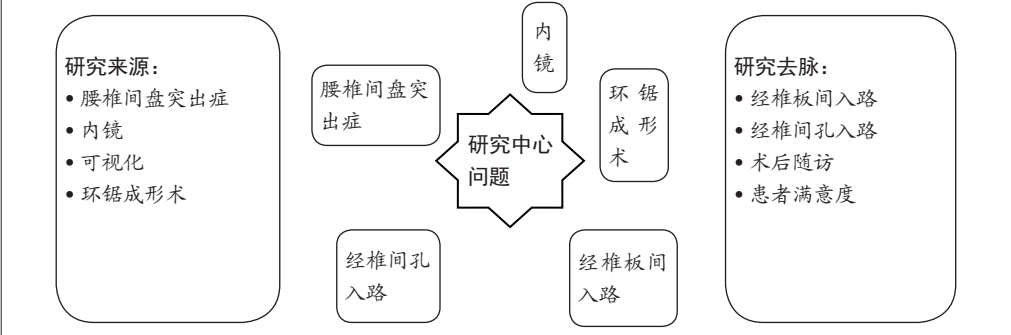 研究来源：
• 腰椎间盘突出症
• 内镜
• 可视化
• 环锯成形术
腰椎间盘突
出症
内
镜
环 锯
成 形
术
研究中心
问题
经椎间孔
入路
经椎板间
入路
研究去脉：
• 经椎板间入路
• 经椎间孔入路
• 术后随访
• 患者满意度